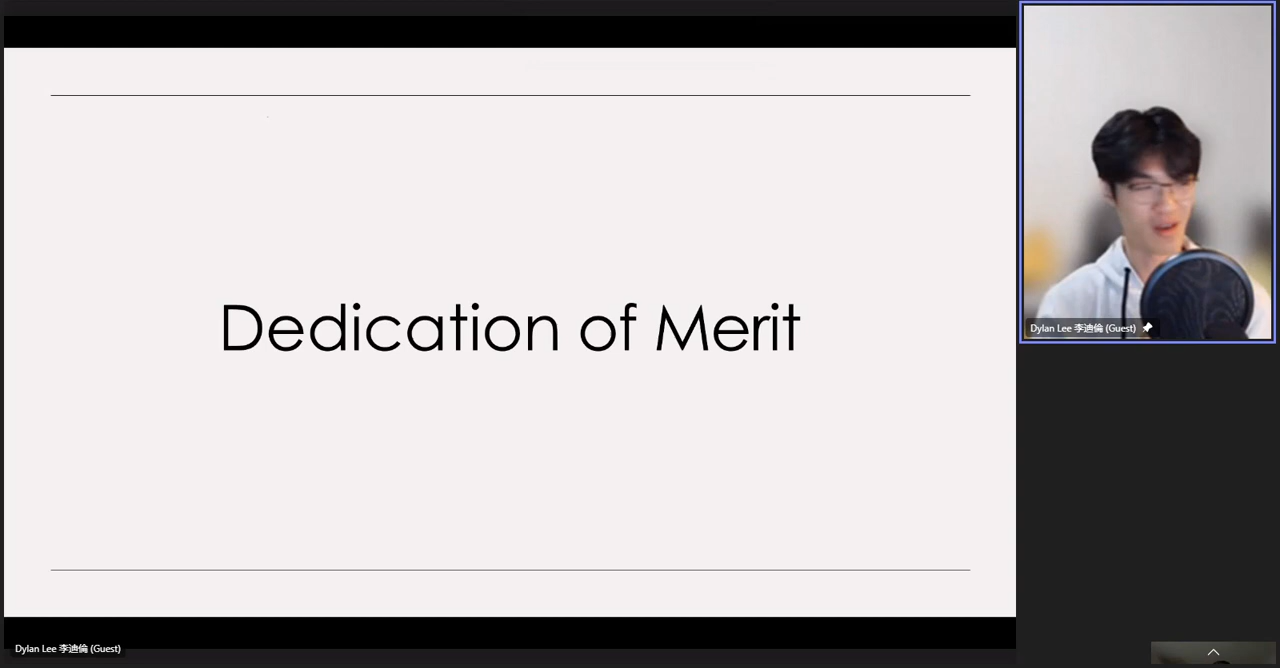 Dedication of Merit
Dylan Lee 李迪倫 (Guest)
Dylan Lee 李迪倫 (Guest)